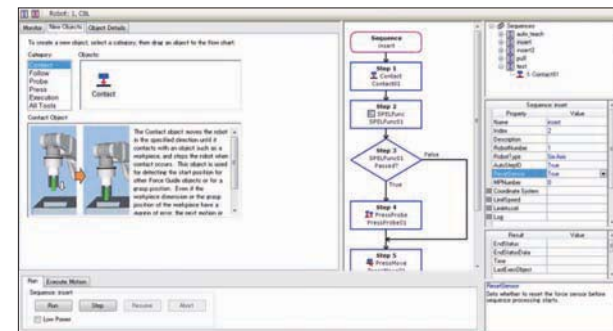 Robot: 1, CBL
Monitor
New Objects
Object Details
To create a new object, select a category, then drag an object to the flow chart.
Category
Objects
Contact
Follow
Probe
Press
Execution
All Tools
Contact
Contact Object
The Contact object moves the robot
in the specified direction until it
contacts with an object such as a
workpiece, and stops the robot when
contact occurs. This object is used
for detecting the start position for
other Force Guide objects or for a
grasp position. Even if the
workpiece dimension or the grasp
position of the workpiece have a
margin of error, the next motion or
Sequence
insert
Step 1
Contact
Contact01
Step 2
SPELFunc
SPELFunc01
Step 3
SPELFunc01
Passed?
False
True
Step 4
PressProbe
PressProbe01
Step 5
PressMove
PressMove01
Sequences
auto_teach
insert
insert2
pull
test
1: Contact01
Sequence: insert
Property
Value
Name
insert
Index
2
Description
RobotNumber
1
RobotType
Six-Axis
AutoStepID
True
ResetSensor
True
MPNumber
0
Coordinate System
LimitSpeed
LimitAccel
Log
Result
Value
EndStatus
EndStatusData
Time
LastExecObject
ResetSensor
Sets whether to reset the force sensor before
sequence processing starts.
Run
Execute Motion
Sequence: insert
Run
Stop
Resume
Abort
Low Power